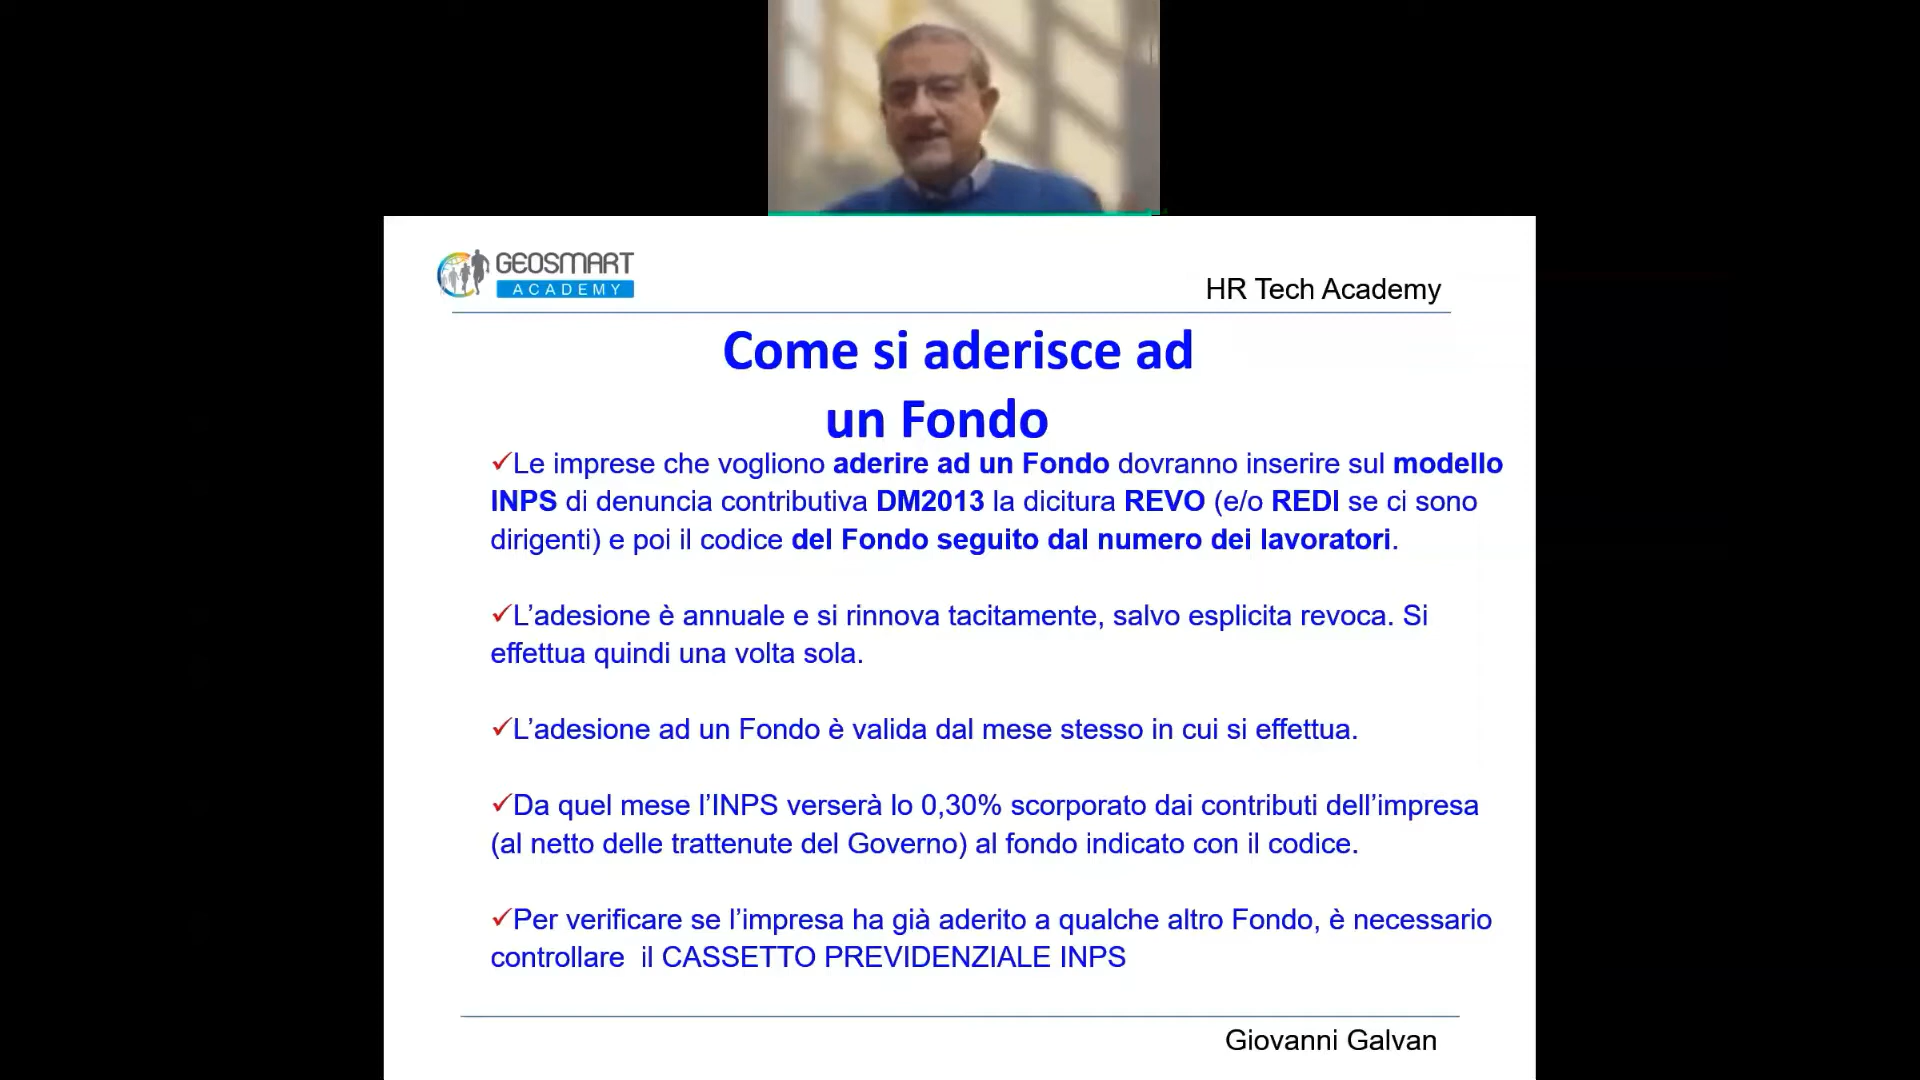 GEOSMART
ACADEMY
HR Tech Academy
Come si aderisce ad
un Fondo
✓Le imprese che vogliono aderire ad un Fondo dovranno inserire sul modello
INPS di denuncia contributiva DM2013 la dicitura REVO (e/o REDI se ci sono
dirigenti) e poi il codice del Fondo seguito dal numero dei lavoratori.
✓L’adesione è annuale e si rinnova tacitamente, salvo esplicita revoca. Si
effettua quindi una volta sola.
✓L’adesione ad un Fondo è valida dal mese stesso in cui si effettua.
✓Da quel mese l’INPS verserà lo 0,30% scorporato dai contributi dell’impresa
(al netto delle trattenute del Governo) al fondo indicato con il codice.
✓Per verificare se l’impresa ha già aderito a qualche altro Fondo, è necessario
controllare  il CASSETTO PREVIDENZIALE INPS
Giovanni Galvan